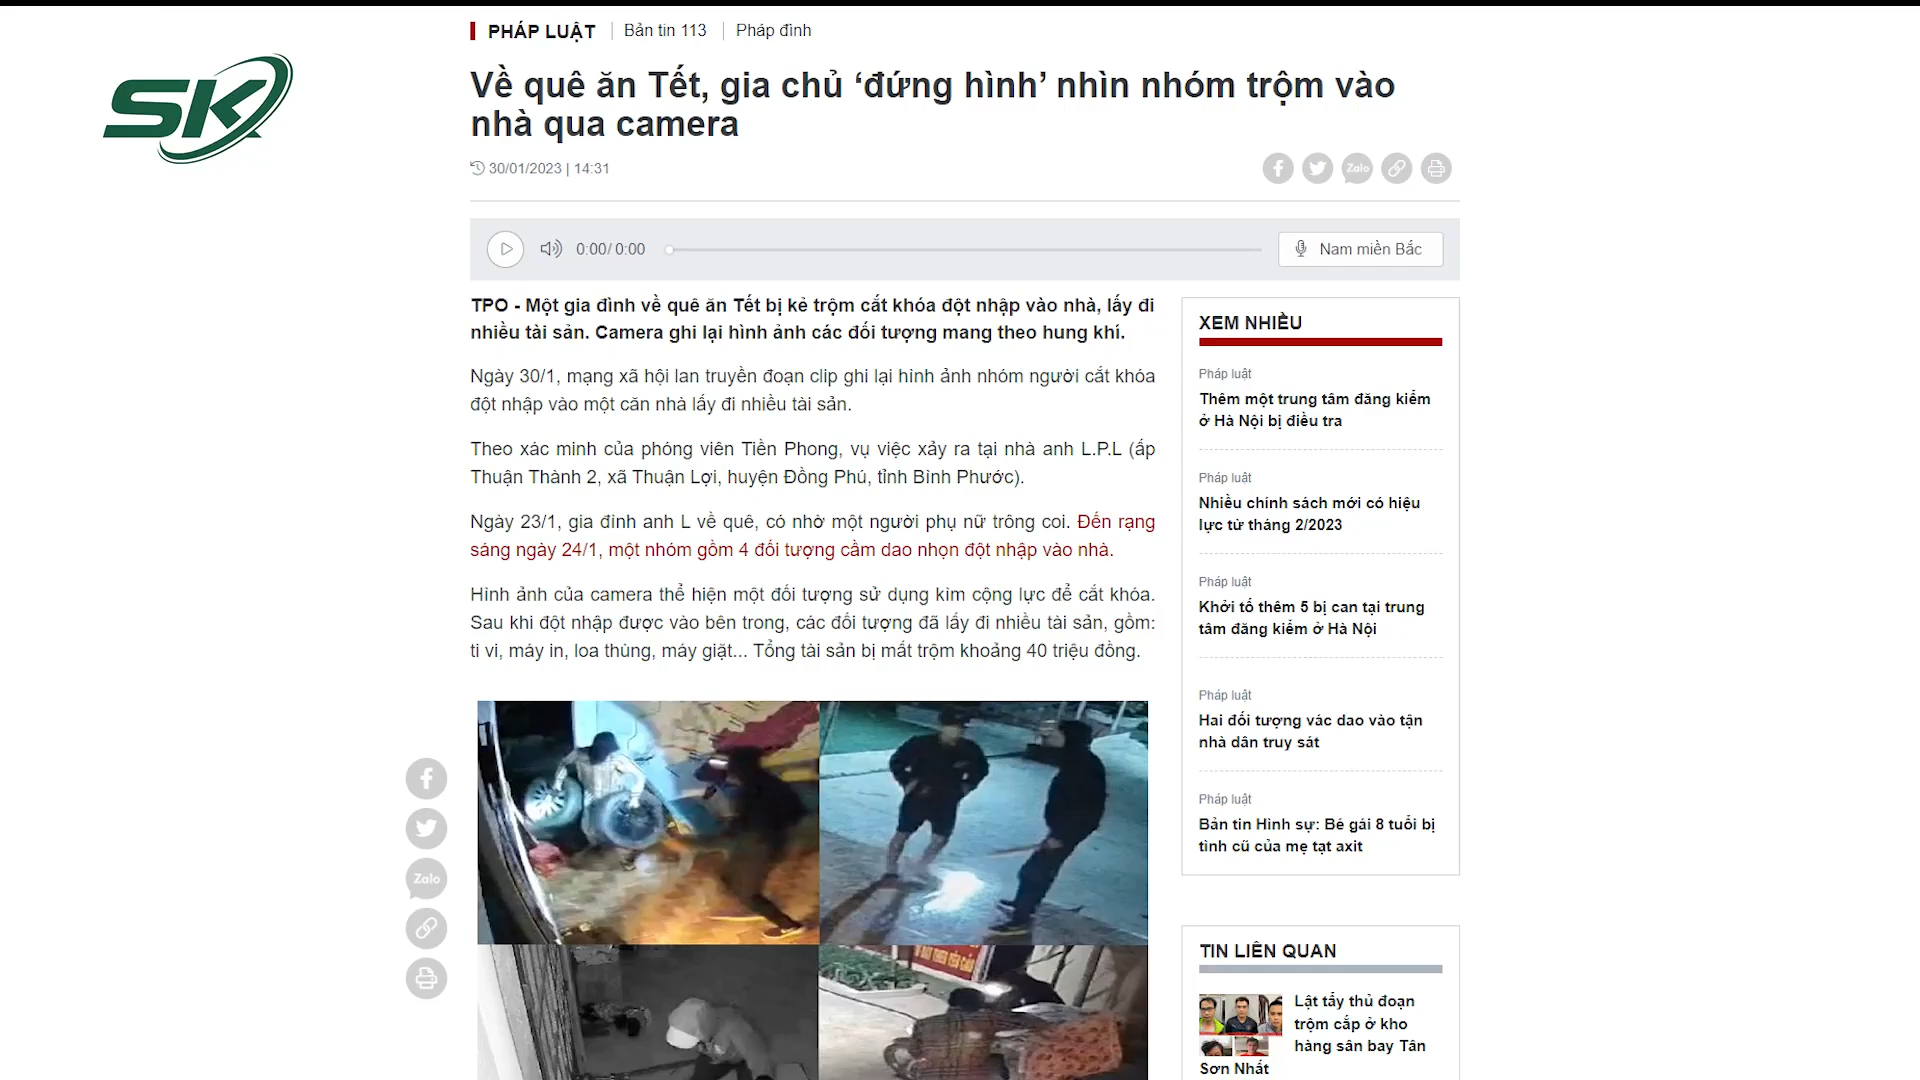 SK
PHÁP LUẬT
Bản tin 113
Pháp đình
Về quê ăn Tết, gia chủ ‘đứng hình’ nhìn nhóm trộm vào
nhà qua camera
30/01/2023 | 14:31
Zalo
0:00/ 0:00
Nam miền Bắc
TPO - Một gia đình về quê ăn Tết bị kẻ trộm cắt khóa đột nhập vào nhà, lấy đi
nhiều tài sản. Camera ghi lại hình ảnh các đối tượng mang theo hung khí.
Ngày 30/1, mạng xã hội lan truyền đoạn clip ghi lại hình ảnh nhóm người cắt khóa
đột nhập vào một căn nhà lấy đi nhiều tài sản.
Theo xác minh của phóng viên Tiền Phong, vụ việc xảy ra tại nhà anh L.P.L (ấp
Thuận Thành 2, xã Thuận Lợi, huyện Đồng Phú, tỉnh Bình Phước).
Ngày 23/1, gia đình anh L về quê, có nhờ một người phụ nữ trông coi. Đến rạng
sáng ngày 24/1, một nhóm gồm 4 đối tượng cầm dao nhọn đột nhập vào nhà.
Hình ảnh của camera thể hiện một đối tượng sử dụng kìm cộng lực để cắt khóa.
Sau khi đột nhập được vào bên trong, các đối tượng đã lấy đi nhiều tài sản, gồm:
ti vi, máy in, loa thùng, máy giặt... Tổng tài sản bị mất trộm khoảng 40 triệu đồng.
Zalo
XEM NHIỀU
Pháp luật
Thêm một trung tâm đăng kiểm
ở Hà Nội bị điều tra
Pháp luật
Nhiều chính sách mới có hiệu
lực từ tháng 2/2023
Pháp luật
Khởi tố thêm 5 bị can tại trung
tâm đăng kiểm ở Hà Nội
Pháp luật
Hai đối tượng vác dao vào tận
nhà dân truy sát
Pháp luật
Bản tin Hình sự: Bé gái 8 tuổi bị
tình cũ của mẹ tạt axit
TIN LIÊN QUAN
Lật tẩy thủ đoạn
trộm cắp ở kho
hàng sân bay Tân
Sơn Nhất